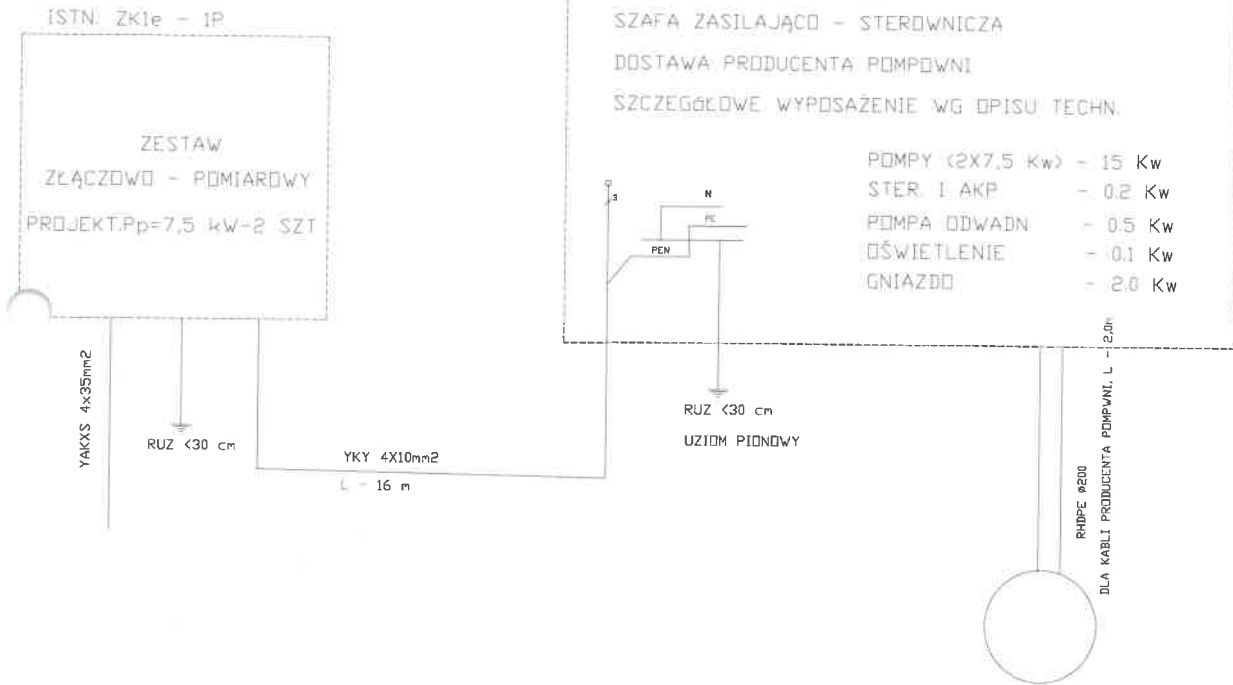 ISTN. ZK1e - 1P
ZESTAW
ZŁĄCZOWO - POMIAROWY
PROJEKT.Pp=7,5 kW-2 SZT
YAKXS 4x35mm2
RUZ <30 cm
YKY 4X10mm2
L - 16 m
SZAFA ZASILAJĄCO - STEROWNICZA
DOSTAWA PRODUCENTA POMPOWNI
SZCZEGÓŁOWE WYPOSAŻENIE WG OPISU TECHN.
POMPY (2X7,5 Kw) - 15 Kw
STER. I AKP - 0.2 Kw
POMPA ODWADN - 0.5 Kw
OŚWIETLENIE - 0.1 Kw
GNIAZDO - 2.0 Kw
3
N
PE
PEN
RUZ <30 cm
UZIOM PIONOWY
RHDPE ø200
DLA KABLI PRODUCENTA POMPWNI, L - 2,0m